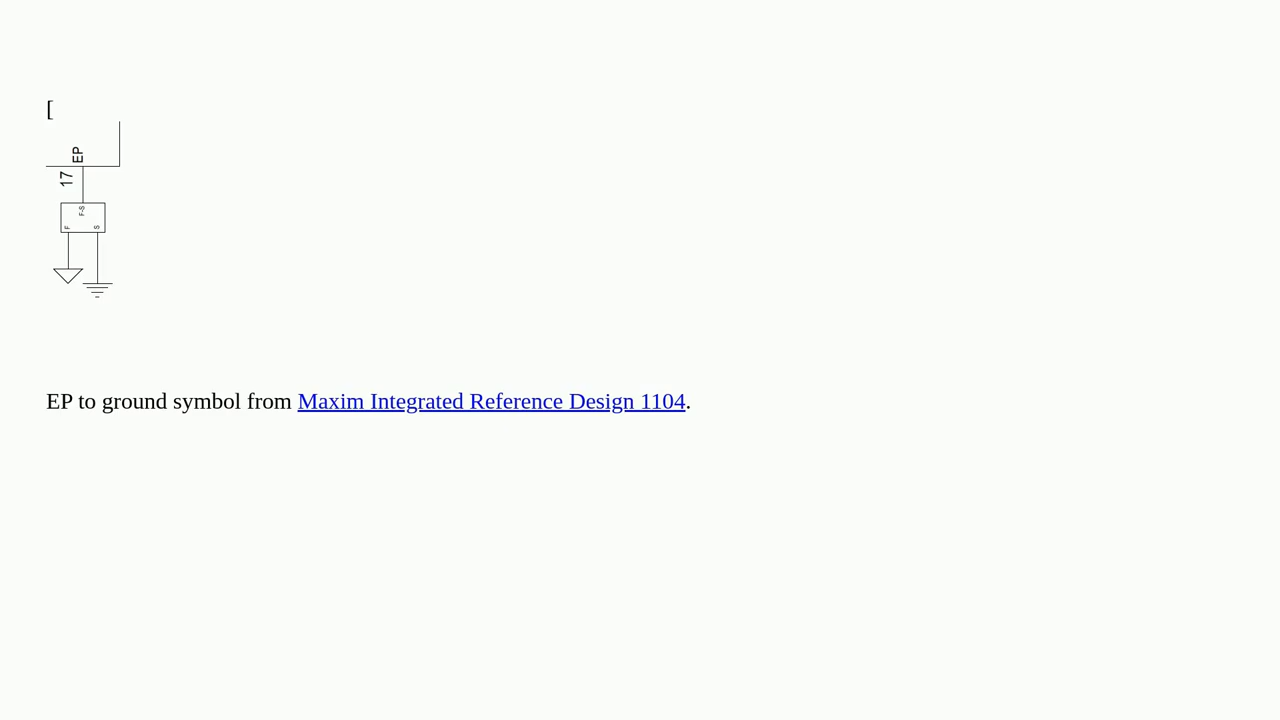 [
EP
17
F-S
F
S
EP to ground symbol from Maxim Integrated Reference Design 1104.